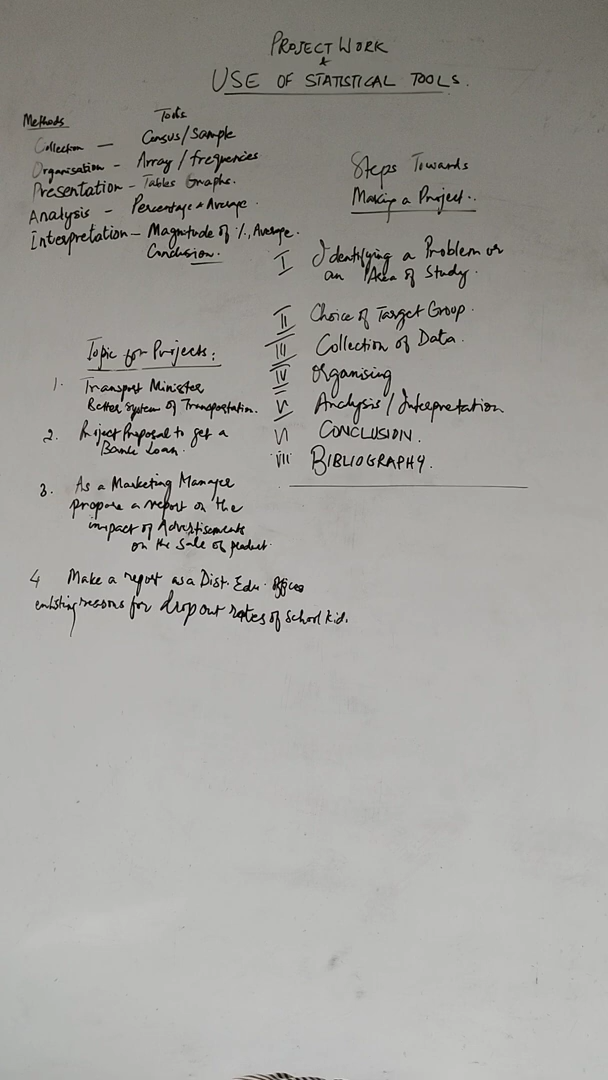 PROJECT WORK
&
USE OF STATISTICAL TOOLS.
Methods Tools
Collection — Census/Sample
Organisation - Array / frequencies
Presentation - Tables Graphs.
Analysis - Percentage & Average.
Interpretation - Magnitude of %, Average.
Conclusion.
Steps Towards
Making a Project.
I Identifying a Problem or
an Area of Study.
II Choice of Target Group.
III Collection of Data.
IV Organising
V Analysis / Interpretation
VI CONCLUSION.
VII BIBLIOGRAPHY.
Topic for Projects:
1. Transport Minister
Better System of Transportation.
2. Project Proposal to get a
Bank Loan.
3. As a Marketing Manager
propose a report on the
impact of Advertisements
on the Sale of product.
4 Make a report as a Dist. Edu. Officer
enlisting reasons for drop out rates of School Kid.